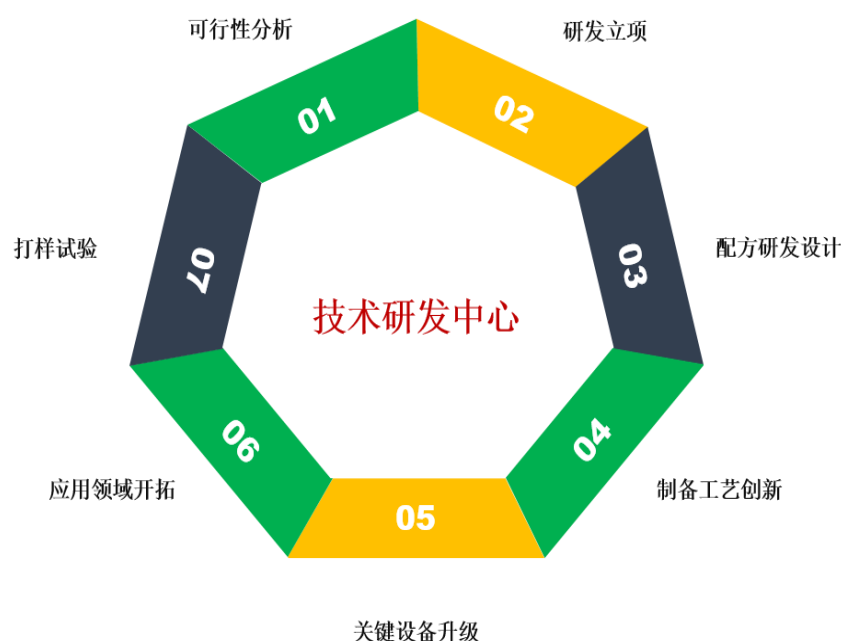 可行性分析
01
研发立项
02
配方研发设计
03
制备工艺创新
04
关键设备升级
05
应用领域开拓
06
打样试验
07
技术研发中心